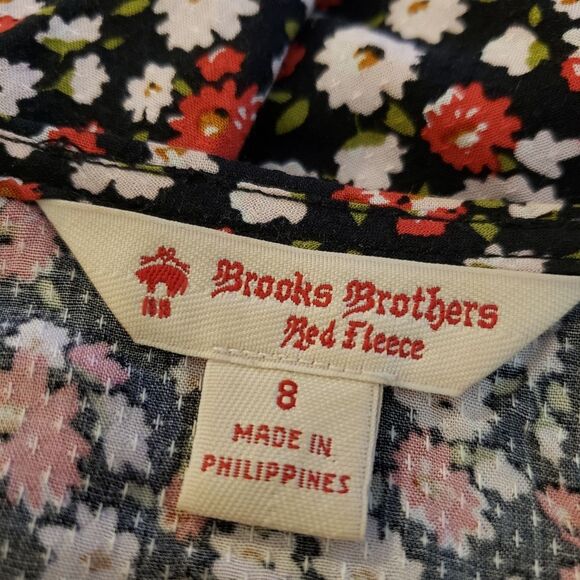 Brooks Brothers
Red Fleece
8
MADE IN
PHILIPPINES